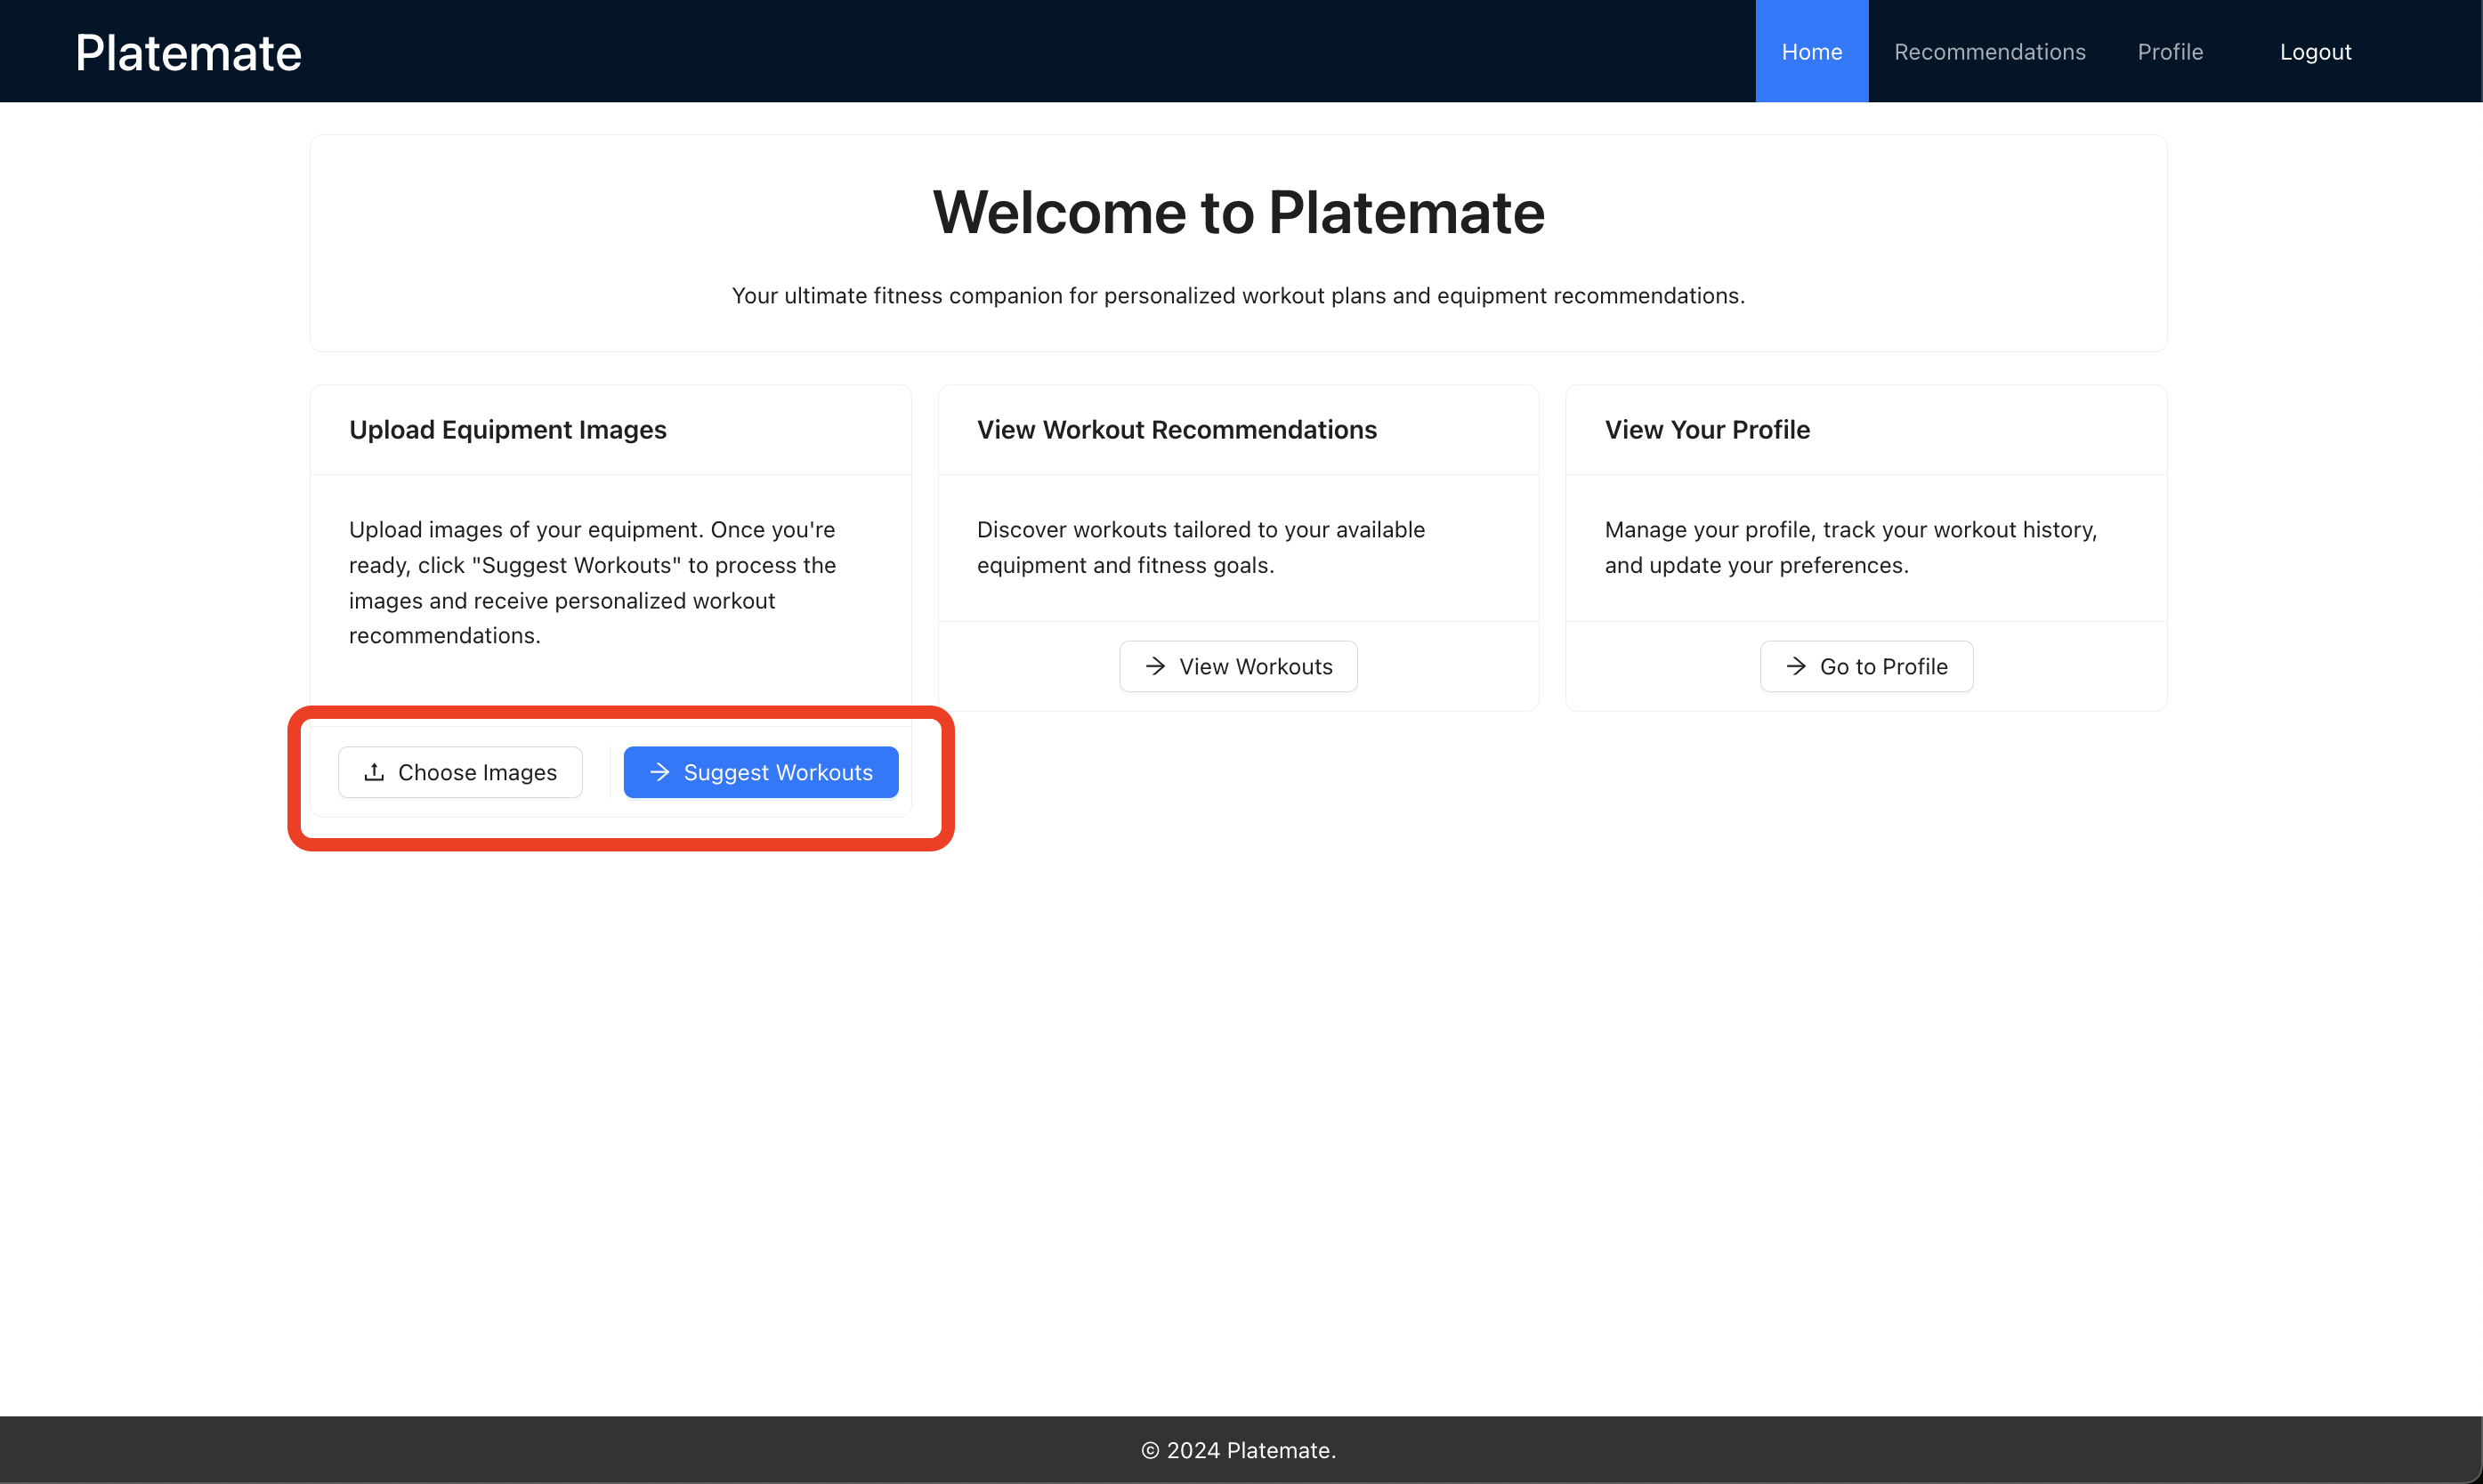 Platemate
Home
Recommendations
Profile
Logout
Welcome to Platemate
Your ultimate fitness companion for personalized workout plans and equipment recommendations.
Upload Equipment Images
Upload images of your equipment. Once you're
ready, click "Suggest Workouts" to process the
images and receive personalized workout
recommendations.
Choose Images
Suggest Workouts
View Workout Recommendations
Discover workouts tailored to your available
equipment and fitness goals.
View Workouts
View Your Profile
Manage your profile, track your workout history,
and update your preferences.
Go to Profile
© 2024 Platemate.